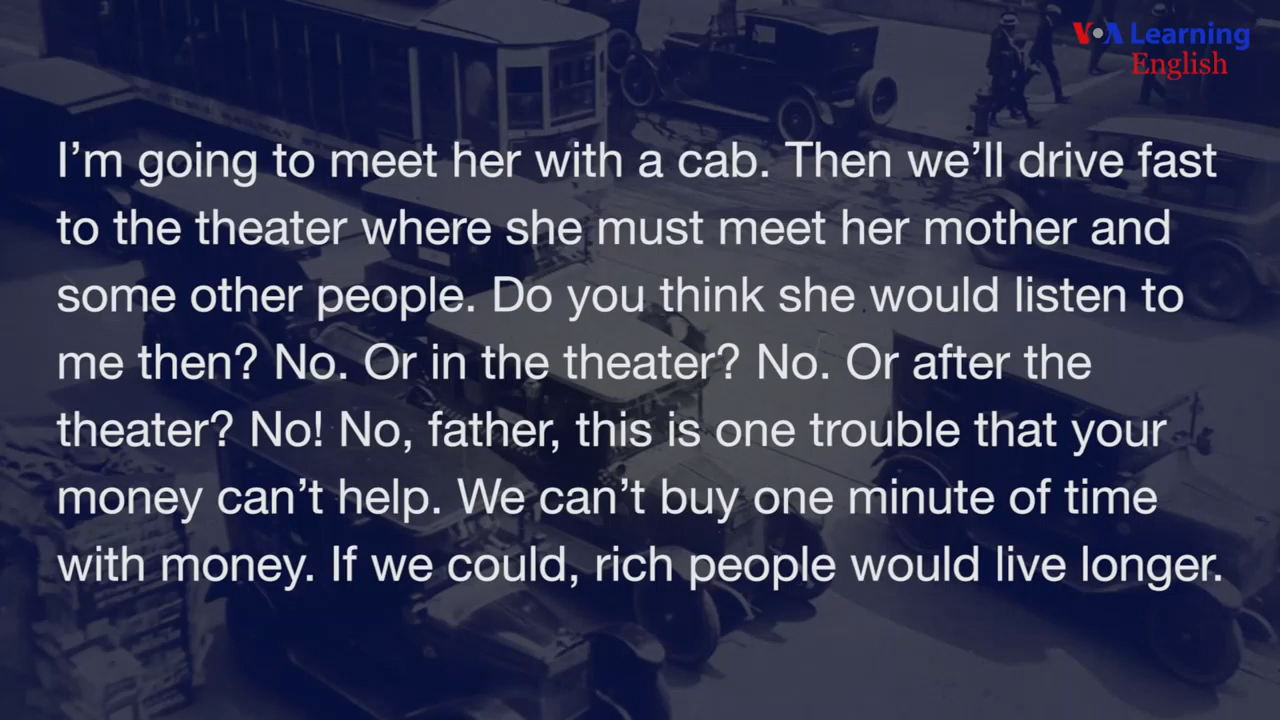 VOA Learning
English
I’m going to meet her with a cab. Then we’ll drive fast
to the theater where she must meet her mother and
some other people. Do you think she would listen to
me then? No. Or in the theater? No. Or after the
theater? No! No, father, this is one trouble that your
money can’t help. We can’t buy one minute of time
with money. If we could, rich people would live longer.